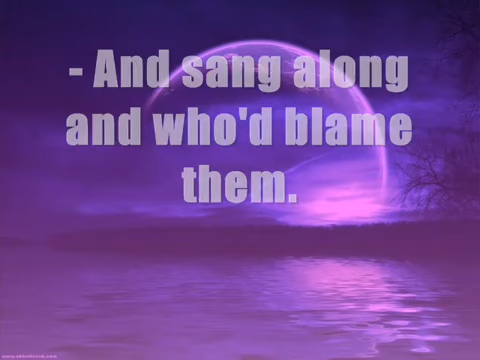 - And sang along
and who'd blame
them.